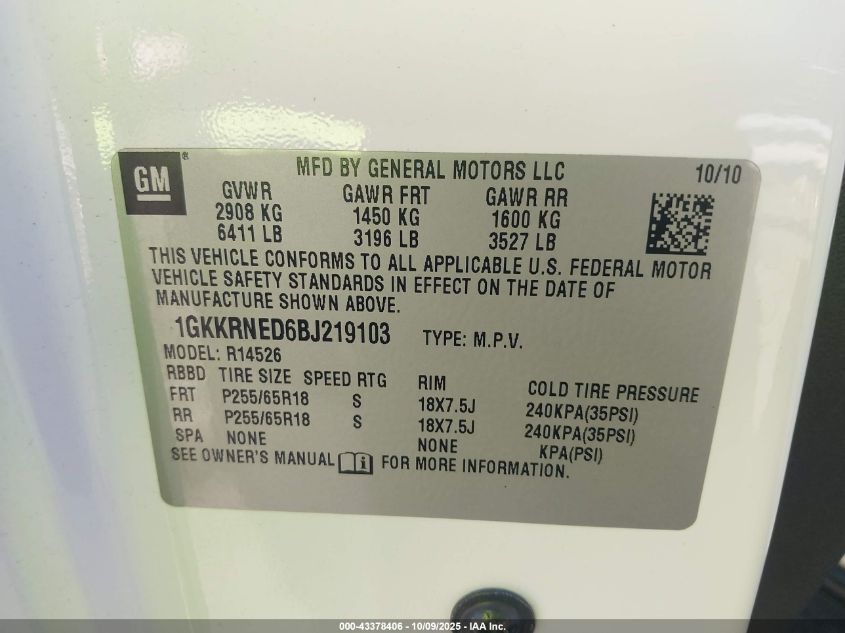 GM®
MFD BY GENERAL MOTORS LLC 10/10
GVWR GAWR FRT GAWR RR
2908 KG 1450 KG 1600 KG
6411 LB 3196 LB 3527 LB
THIS VEHICLE CONFORMS TO ALL APPLICABLE U.S. FEDERAL MOTOR
VEHICLE SAFETY STANDARDS IN EFFECT ON THE DATE OF
MANUFACTURE SHOWN ABOVE.
1GKKRNED6BJ219103 TYPE: M.P.V.
MODEL: R14526
RBBD TIRE SIZE SPEED RTG RIM COLD TIRE PRESSURE
FRT P255/65R18 S 18X7.5J 240KPA(35PSI)
RR P255/65R18 S 18X7.5J 240KPA(35PSI)
SPA NONE NONE KPA(PSI)
SEE OWNER'S MANUAL i FOR MORE INFORMATION.
000-43378406 - 10/09/2025 - IAA Inc.